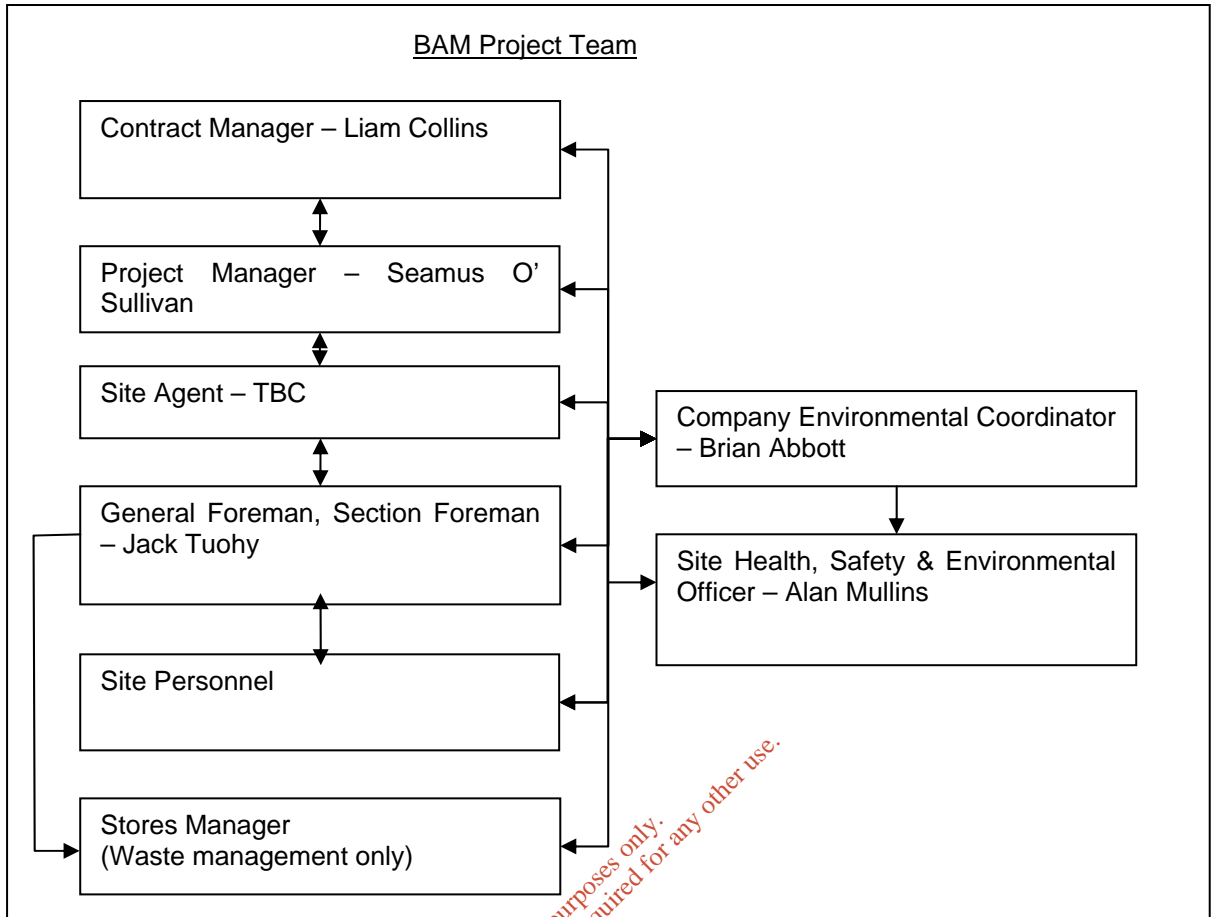 BAM Project Team
Contract Manager – Liam Collins
Project Manager – Seamus O'
Sullivan
Site Agent – TBC
General Foreman, Section Foreman
– Jack Tuohy
Site Personnel
Stores Manager
(Waste management only)
Company Environmental Coordinator
– Brian Abbott
Site Health, Safety & Environmental
Officer – Alan Mullins
purposes only.
required for any other use.